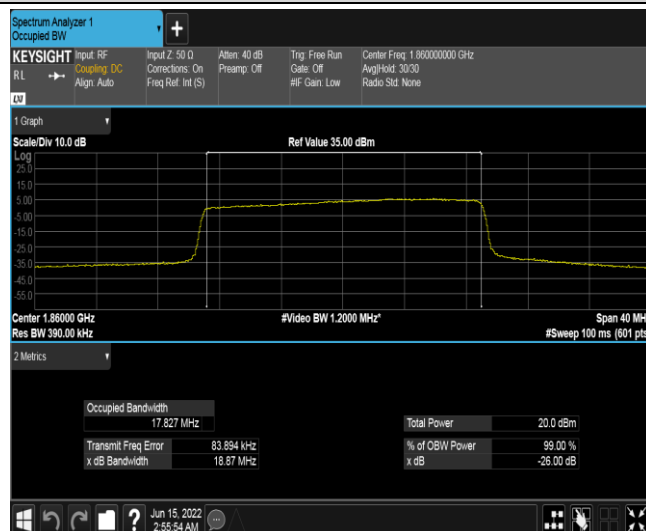 Spectrum Analyzer 1
Occupied BW
+
KEYSIGHT Input: RF Input Z: 50 Ω Atten: 40 dB Trig: Free Run Center Freq: 1.860000000 GHz
RL Coupling: DC Corrections: On Preamp: Off Gate: Off Avg|Hold: 30/30
Align: Auto Freq Ref: Int (S) #IF Gain: Low Radio Std: None
LXI
1 Graph
Scale/Div 10.0 dB Ref Value 35.00 dBm
Log
25.0
15.0
5.00
-5.00
-15.0
-25.0
-35.0
-45.0
-55.0
Center 1.86000 GHz #Video BW 1.2000 MHz* Span 40 MH
Res BW 390.00 kHz #Sweep 100 ms (601 pts
2 Metrics
Occupied Bandwidth
17.827 MHz Total Power 20.0 dBm
Transmit Freq Error 83.894 kHz % of OBW Power 99.00 %
x dB Bandwidth 18.87 MHz x dB -26.00 dB
? Jun 15, 2022
2:55:54 AM